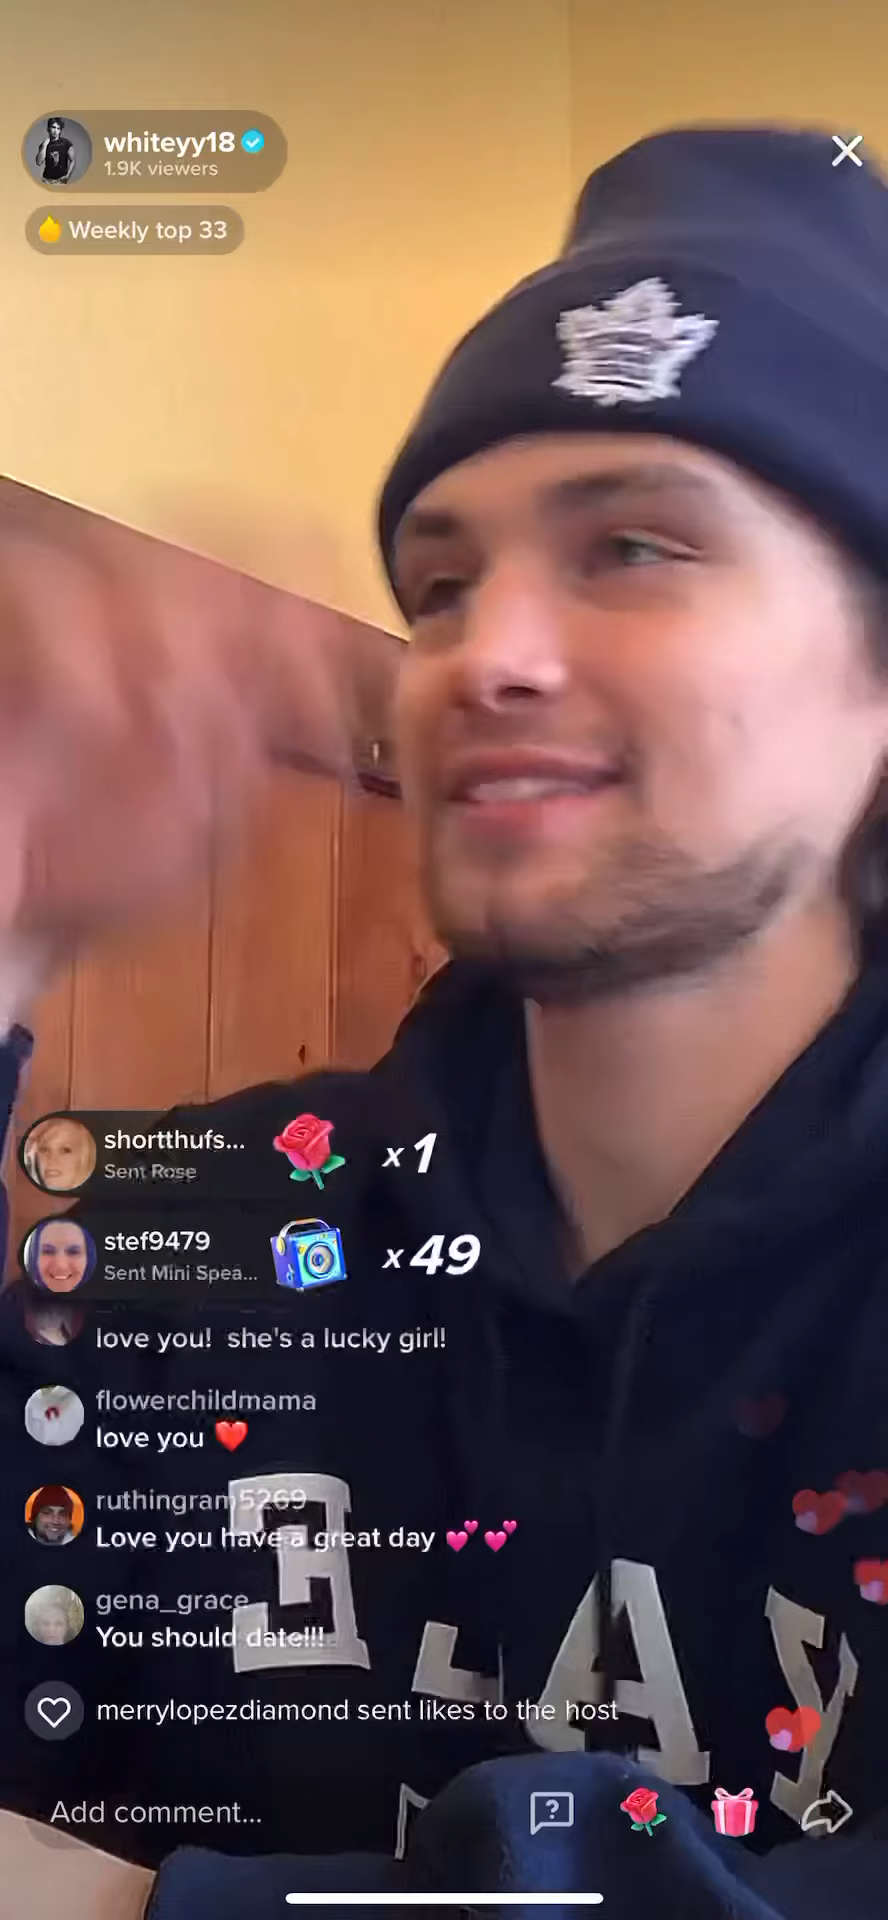 whiteyy18
1.9K viewers
Weekly top 33
shortthufs...
Sent Rose
x1
stef9479
Sent Mini Spea...
x49
love you!  she's a lucky girl!
flowerchildmama
love you ❤️
ruthingram5269
Love you have a great day 💕 💕
gena_grace
You should date!!!
merrylopezdiamond sent likes to the host
Add comment...